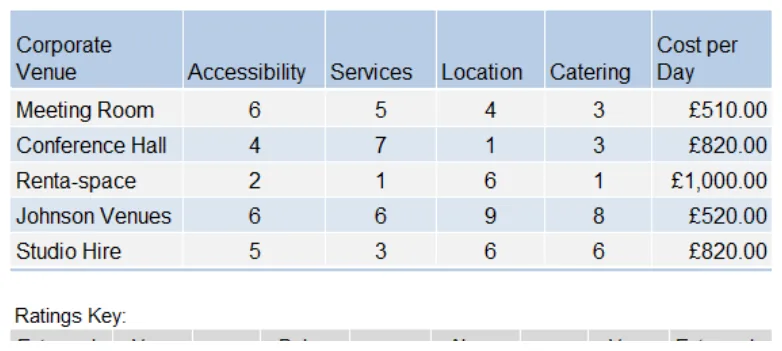 Corporate Venue Accessibility Services Location Catering Cost per Day
Meeting Room 6 5 4 3 £510.00
Conference Hall 4 7 1 3 £820.00
Renta-space 2 1 6 1 £1,000.00
Johnson Venues 6 6 9 8 £520.00
Studio Hire 5 3 6 6 £820.00
Ratings Key: